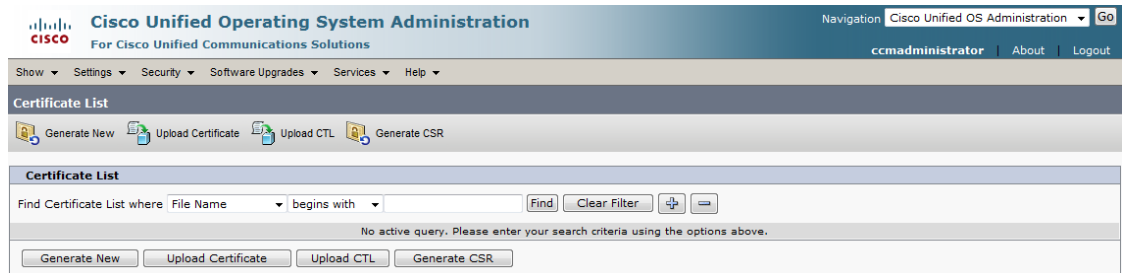 Cisco Unified Operating System Administration
Navigation Cisco Unified OS Administration Go
CISCO For Cisco Unified Communications Solutions
ccmadministrator | About | Logout
Show Settings Security Software Upgrades Services Help
Certificate List
Generate New Upload Certificate Upload CTL Generate CSR
Certificate List
Find Certificate List where File Name begins with Find Clear Filter
No active query. Please enter your search criteria using the options above.
Generate New Upload Certificate Upload CTL Generate CSR